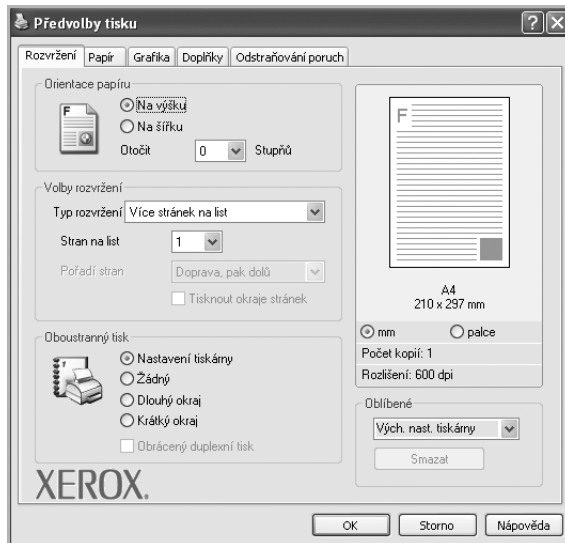 Předvolby tisku
Rozvržení Papír Grafika Doplňky Odstraňování poruch
Orientace papíru
F
Na výšku
Na šířku
Otočit 0 Stupňů
Volby rozvržení
Typ rozvržení Více stránek na list
Stran na list 1
Pořadí stran Doprava, pak dolů
Tisknout okraje stránek
Oboustranný tisk
1
Nastavení tiskárny
Žádný
Dlouhý okraj
Krátký okraj
Obrácený duplexní tisk
XEROX.
F
A4
210 x 297 mm
mm palce
Počet kopií: 1
Rozlišení: 600 dpi
Oblíbené
Vých. nast. tiskárny
Smazat
OK Storno Nápověda